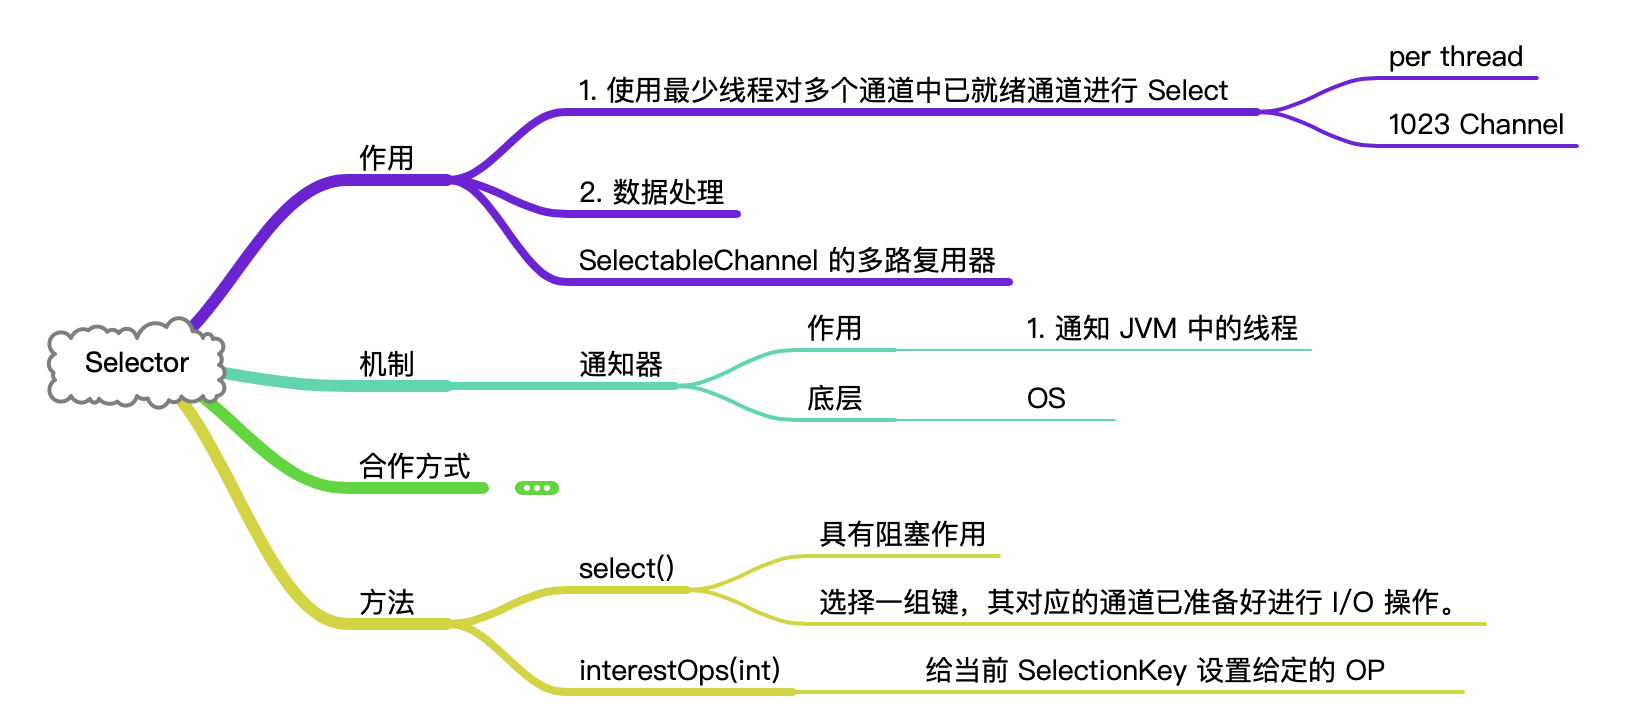 Selector
作用
1. 使用最少线程对多个通道中已就绪通道进行 Select
per thread
1023 Channel
2. 数据处理
SelectableChannel 的多路复用器
机制
通知器
作用
1. 通知 JVM 中的线程
底层
OS
合作方式
方法
select()
具有阻塞作用
选择一组键，其对应的通道已准备好进行 I/O 操作。
interestOps(int)
给当前 SelectionKey 设置给定的 OP